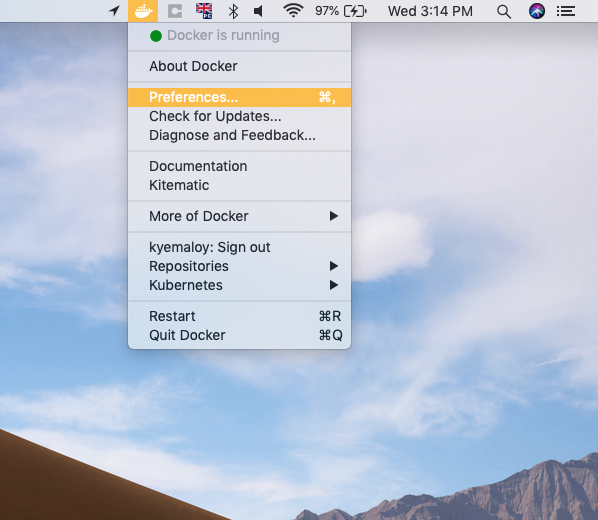 97%
Wed 3:14 PM
Docker is running
About Docker
Preferences... ⌘,
Check for Updates...
Diagnose and Feedback...
Documentation
Kitematic
More of Docker
kyemaloy: Sign out
Repositories
Kubernetes
Restart ⌘R
Quit Docker ⌘Q